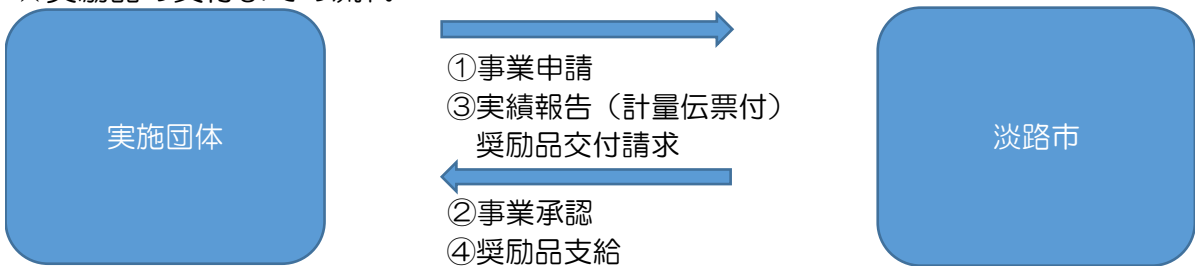 実施団体
①事業申請
③実績報告(計量伝票付)
奨励品交付請求
②事業承認
④奨励品支給
淡路市